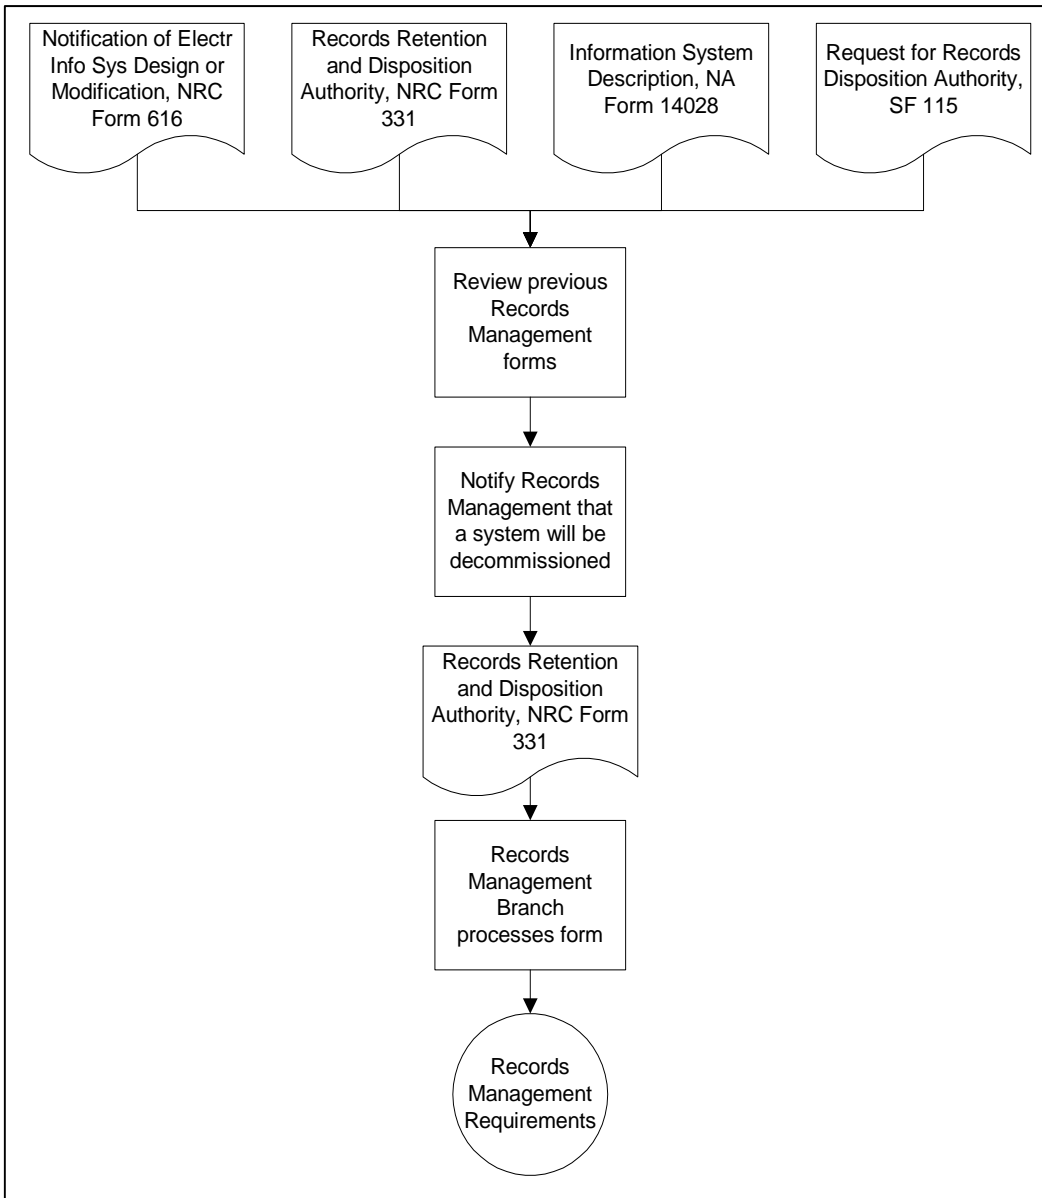 Notification of Electr
Info Sys Design or
Modification, NRC
Form 616
Records Retention
and Disposition
Authority, NRC Form
331
Information System
Description, NA
Form 14028
Request for Records
Disposition Authority,
SF 115
Review previous
Records
Management
forms
Notify Records
Management that
a system will be
decommissioned
Records Retention
and Disposition
Authority, NRC Form
331
Records
Management
Branch
processes form
Records
Management
Requirements